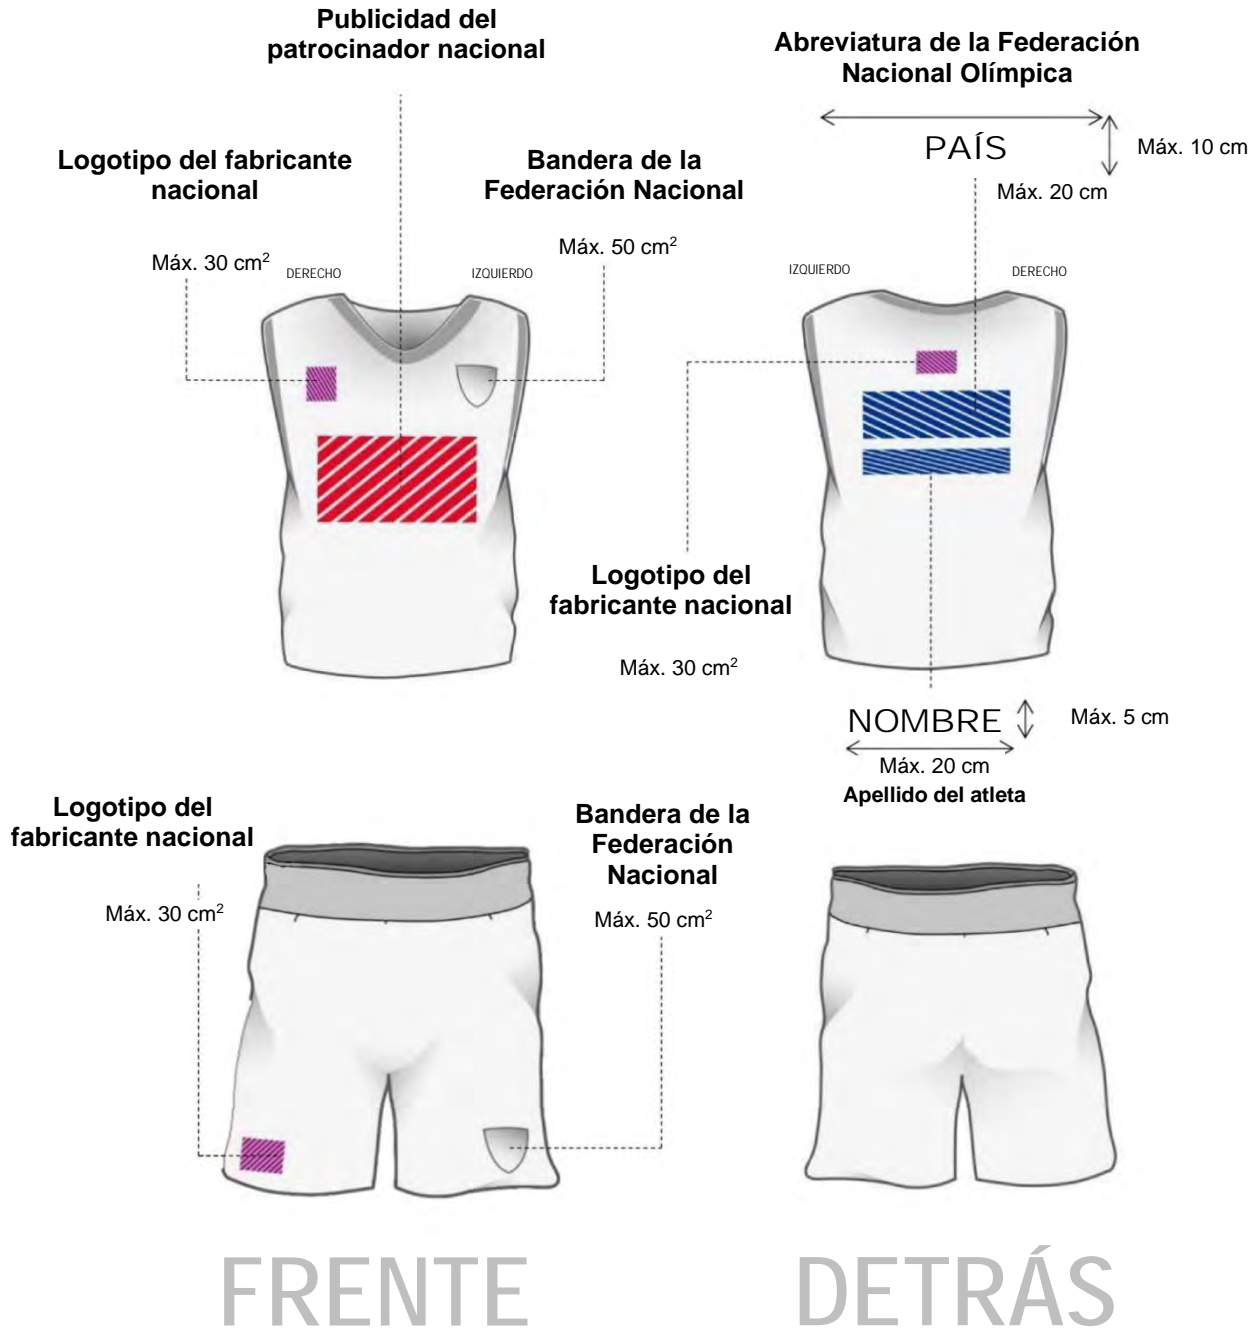 Publicidad del
patrocinador nacional
Abreviatura de la Federación
Nacional Olímpica
PAÍS
Máx. 10 cm
Máx. 20 cm
Logotipo del fabricante
nacional
Bandera de la
Federación Nacional
Máx. 30 cm²
DERECHO
IZQUIERDO
Máx. 50 cm²
IZQUIERDO
DERECHO
Logotipo del
fabricante nacional
Máx. 30 cm²
NOMBRE
Máx. 5 cm
Máx. 20 cm
Apellido del atleta
Logotipo del
fabricante nacional
Máx. 30 cm²
Bandera de la
Federación
Nacional
Máx. 50 cm²
FRENTE
DETRÁS